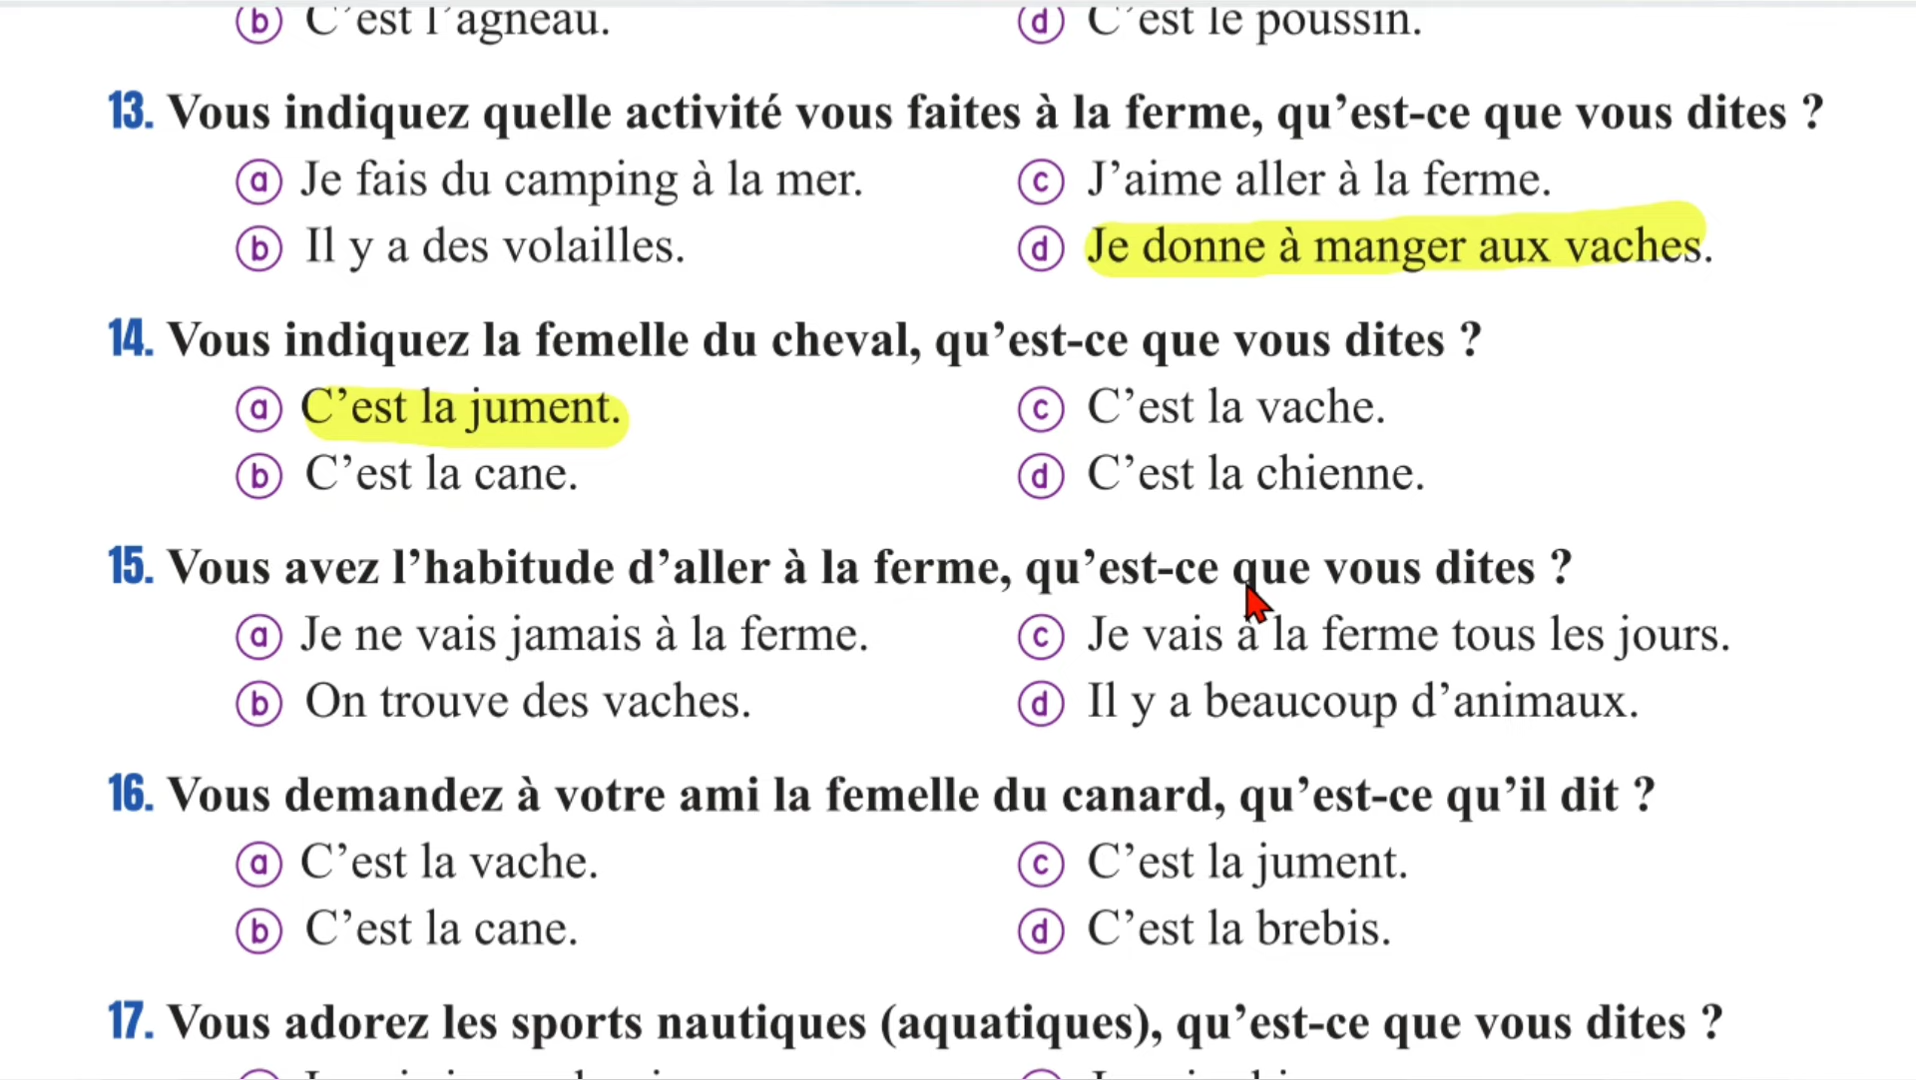 b C'est l'agneau.
d C'est le poussin.
13. Vous indiquez quelle activité vous faites à la ferme, qu'est-ce que vous dites ?
a Je fais du camping à la mer.
c J'aime aller à la ferme.
b Il y a des volailles.
d Je donne à manger aux vaches.
14. Vous indiquez la femelle du cheval, qu'est-ce que vous dites ?
a C'est la jument.
c C'est la vache.
b C'est la cane.
d C'est la chienne.
15. Vous avez l'habitude d'aller à la ferme, qu'est-ce que vous dites ?
a Je ne vais jamais à la ferme.
c Je vais à la ferme tous les jours.
b On trouve des vaches.
d Il y a beaucoup d'animaux.
16. Vous demandez à votre ami la femelle du canard, qu'est-ce qu'il dit ?
a C'est la vache.
c C'est la jument.
b C'est la cane.
d C'est la brebis.
17. Vous adorez les sports nautiques (aquatiques), qu'est-ce que vous dites ?